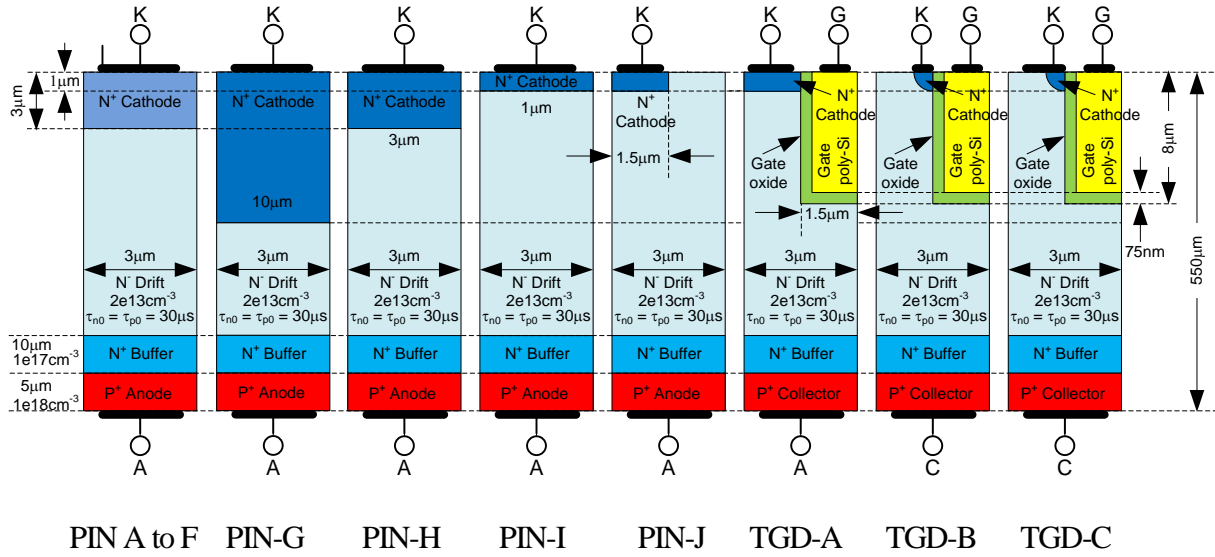 K K K K K K G K G K G
1μm
3μm
N+ Cathode
N+ Cathode
N+ Cathode
N+ Cathode
1μm
3μm
10μm
N+
Cathode
1.5μm
Gate
oxide
Gate
poly-Si
1.5μm
N+
Cathode
Gate
oxide
Gate
poly-Si
N+
Cathode
Gate
oxide
Gate
poly-Si
8μm
75nm
550μm
3μm 3μm 3μm 3μm 3μm 3μm 3μm 3μm
N- Drift N- Drift N- Drift N- Drift N- Drift N- Drift N- Drift N- Drift
2e13cm-3 2e13cm-3 2e13cm-3 2e13cm-3 2e13cm-3 2e13cm-3 2e13cm-3 2e13cm-3
τn0 = τp0 = 30μs τn0 = τp0 = 30μs τn0 = τp0 = 30μs τn0 = τp0 = 30μs τn0 = τp0 = 30μs τn0 = τp0 = 30μs τn0 = τp0 = 30μs τn0 = τp0 = 30μs
10μm
1e17cm-3
N+ Buffer N+ Buffer N+ Buffer N+ Buffer N+ Buffer N+ Buffer N+ Buffer N+ Buffer
5μm
1e18cm-3
P+ Anode P+ Anode P+ Anode P+ Anode P+ Anode P+ Collector P+ Collector P+ Collector
A A A A A A C C
PIN A to F PIN-G PIN-H PIN-I PIN-J TGD-A TGD-B TGD-C